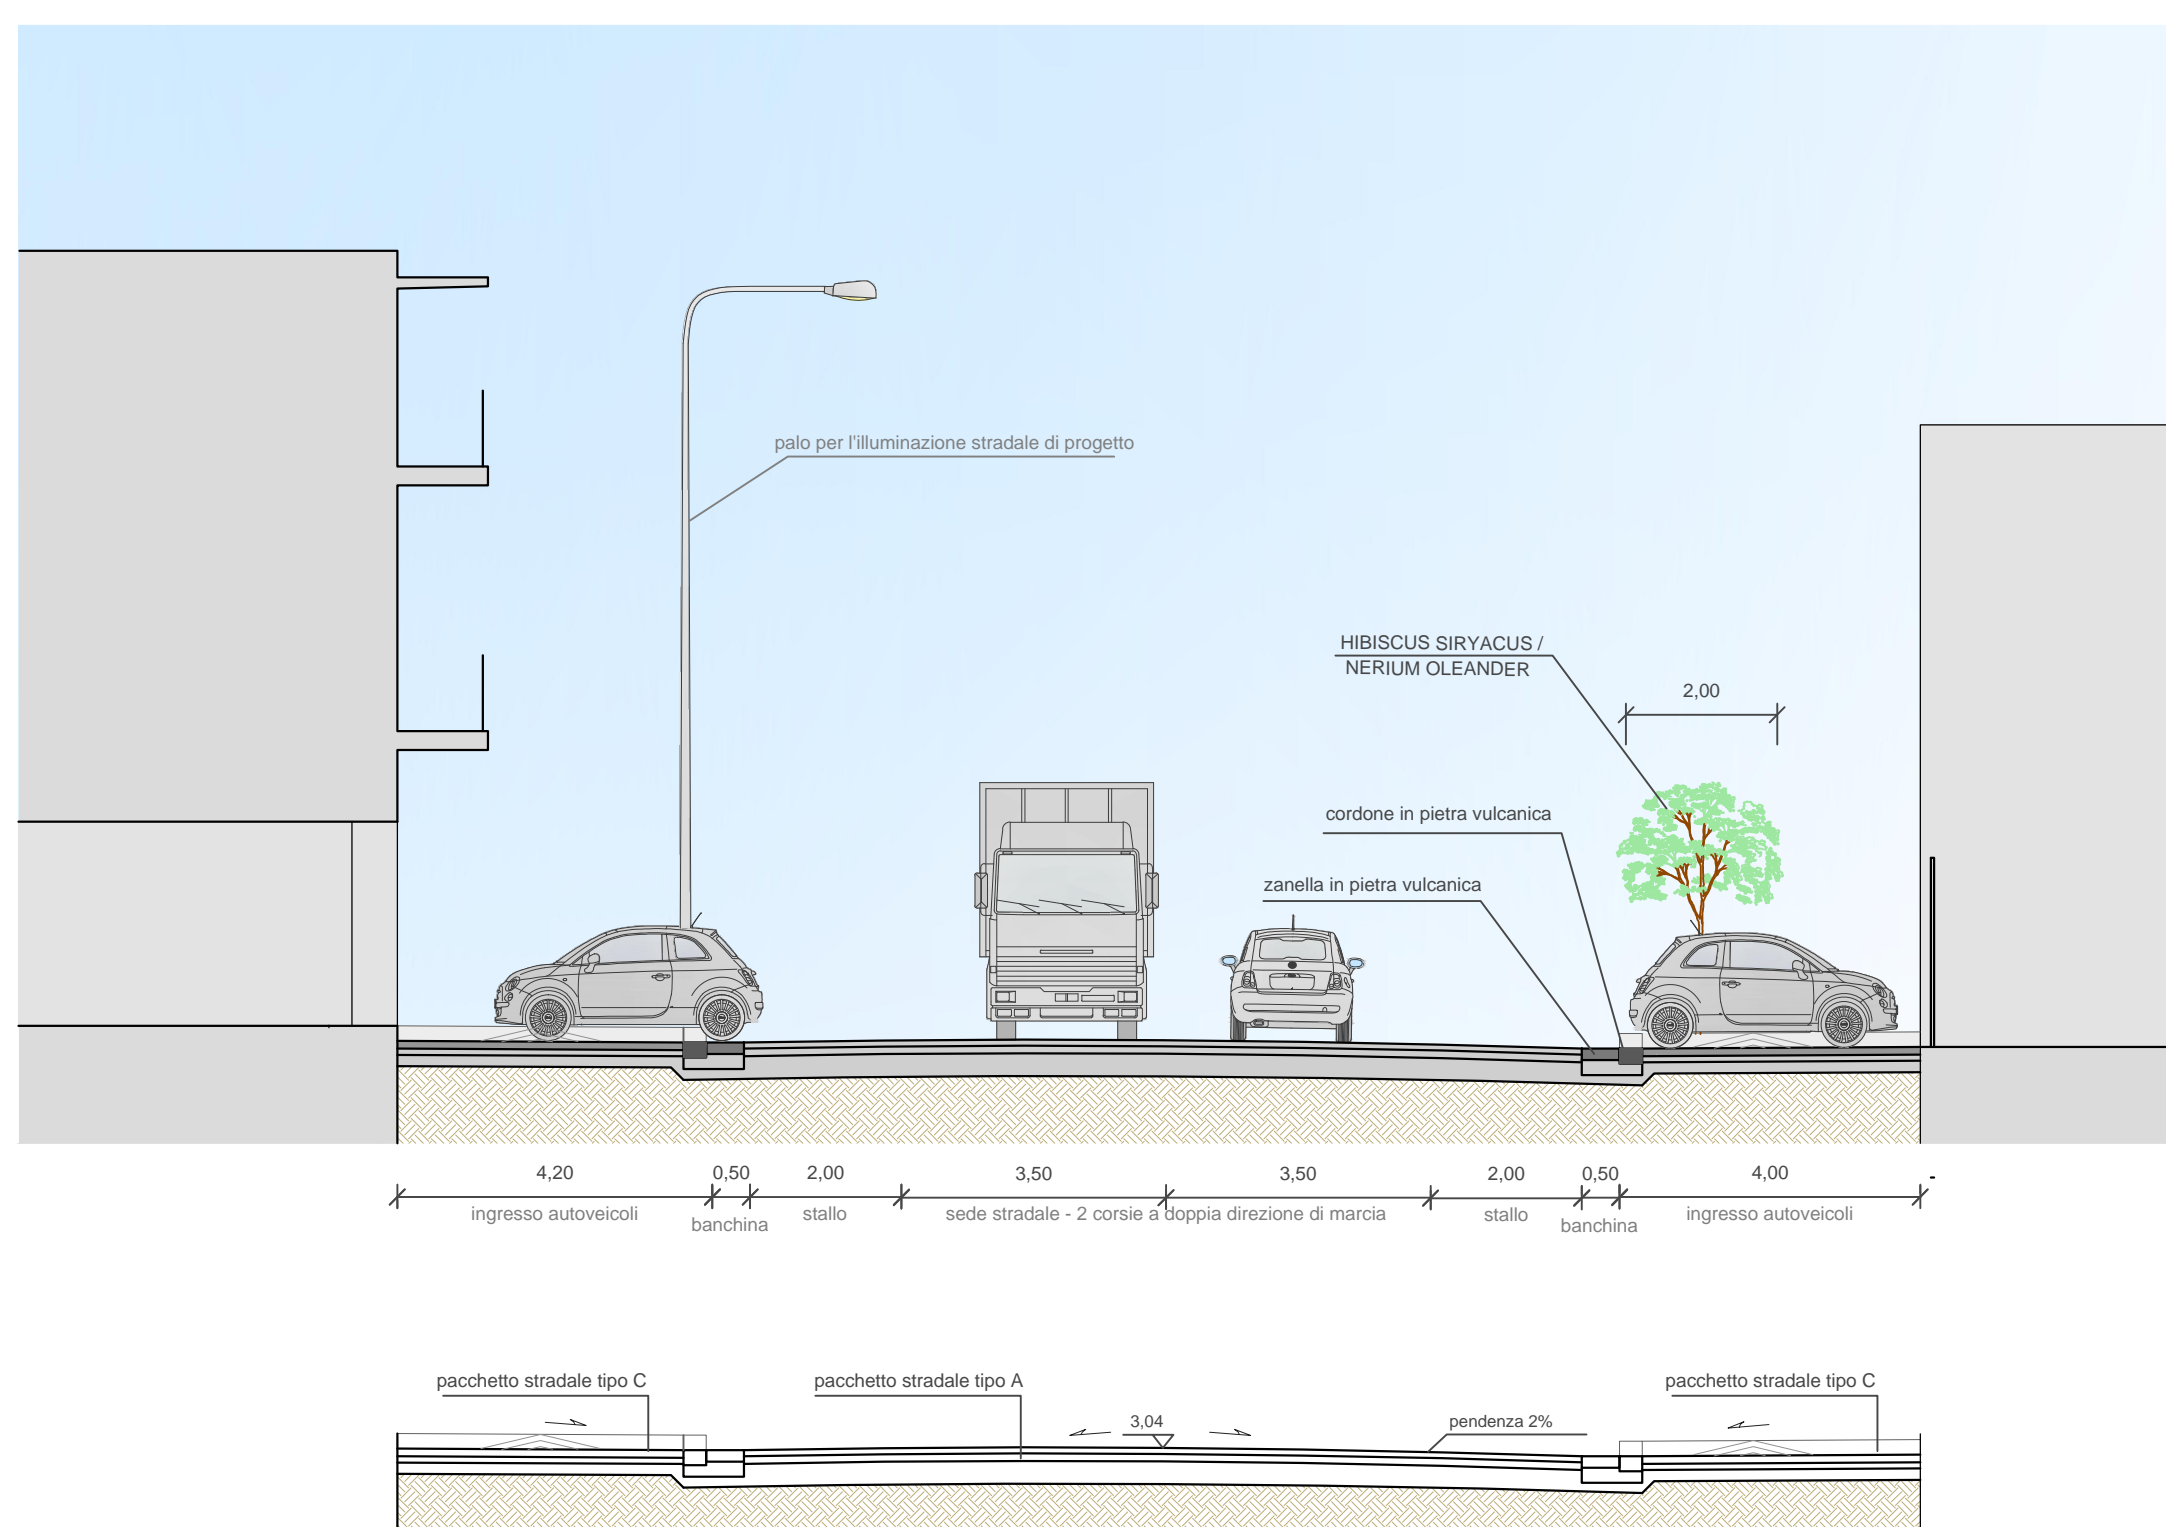 palo per l'illuminazione stradale di progetto
HIBISCUS SIRYACUS /
NERIUM OLEANDER
2,00
cordone in pietra vulcanica
zanella in pietra vulcanica
4,20 0,50 2,00 3,50 3,50 2,00 0,50 4,00 -
ingresso autoveicoli banchina stallo sede stradale - 2 corsie a doppia direzione di marcia stallo banchina ingresso autoveicoli
pacchetto stradale tipo C pacchetto stradale tipo A pacchetto stradale tipo C
3,04 pendenza 2%